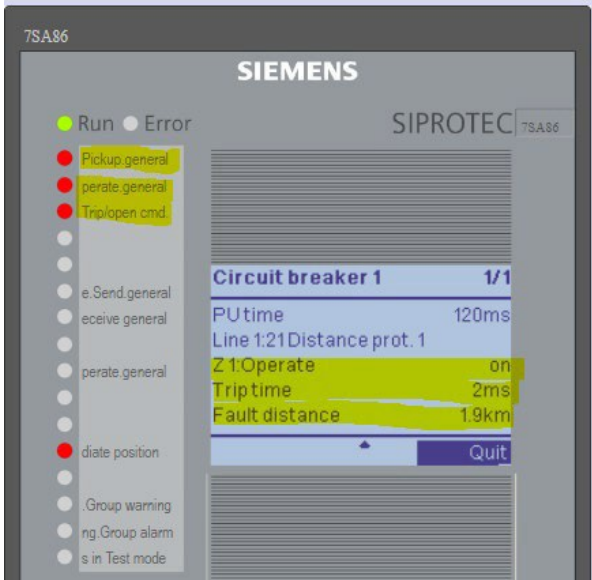 7SA86
SIEMENS
Run Error
SIPROTEC 7SA86
Pickup.general
perate.general
Trip/open cmd.
e.Send.general
eceive general
perate.general
diate position
.Group warning
ng.Group alarm
s in Test mode
Circuit breaker 1 1/1
PU time 120ms
Line 1:21 Distance prot. 1
Z 1:Operate on
Trip time 2ms
Fault distance 1.9km
Quit